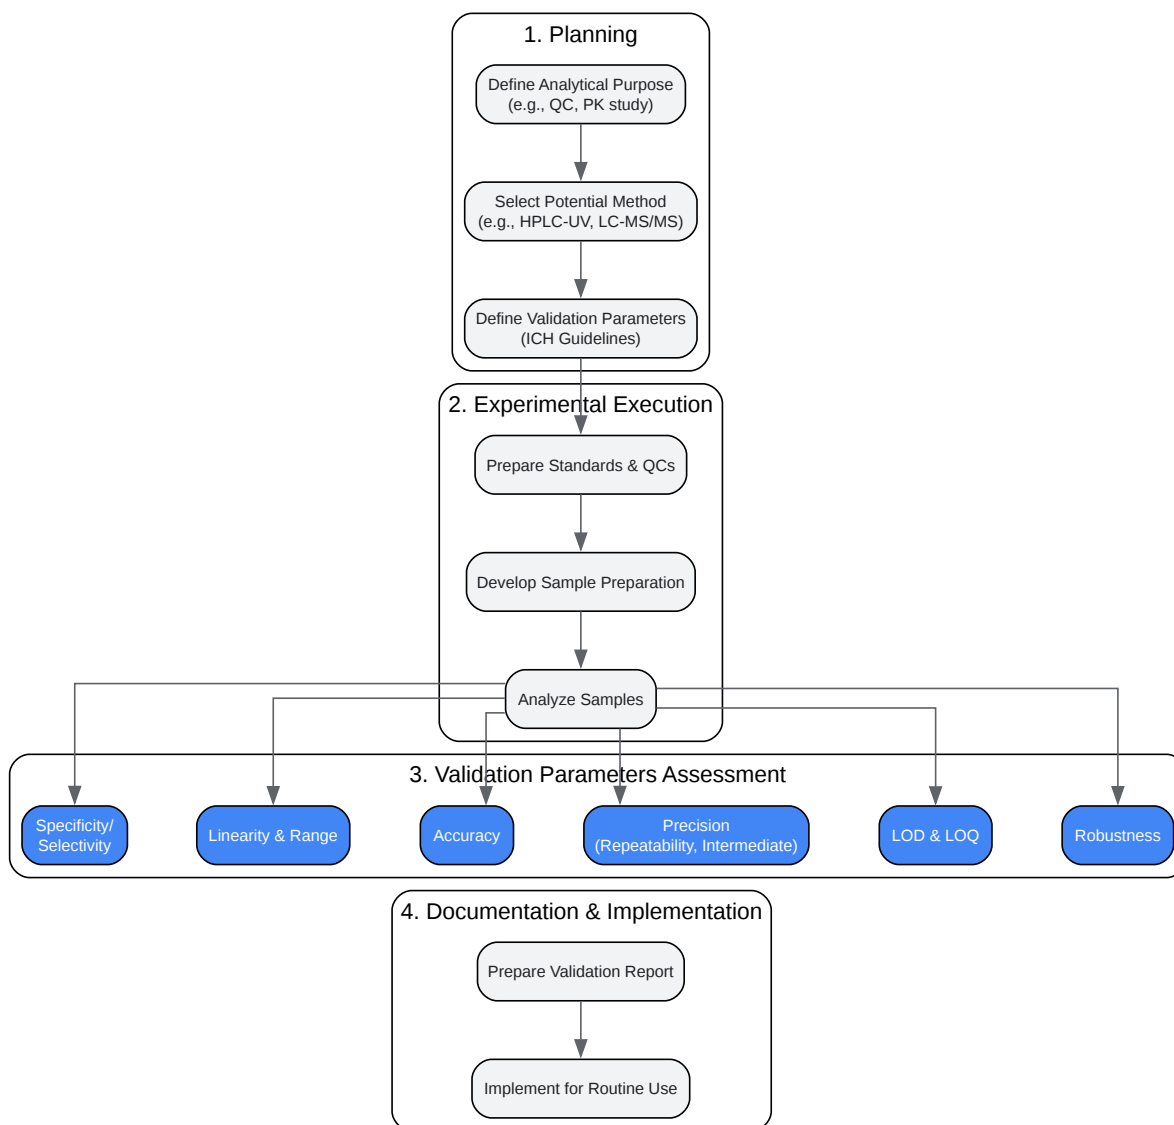 1. Planning
Define Analytical Purpose
(e.g., QC, PK study)
Select Potential Method
(e.g., HPLC-UV, LC-MS/MS)
Define Validation Parameters
(ICH Guidelines)
2. Experimental Execution
Prepare Standards & QCs
Develop Sample Preparation
Analyze Samples
3. Validation Parameters Assessment
Specificity/
Selectivity
Linearity & Range
Accuracy
Precision
(Repeatability, Intermediate)
LOD & LOQ
Robustness
4. Documentation & Implementation
Prepare Validation Report
Implement for Routine Use